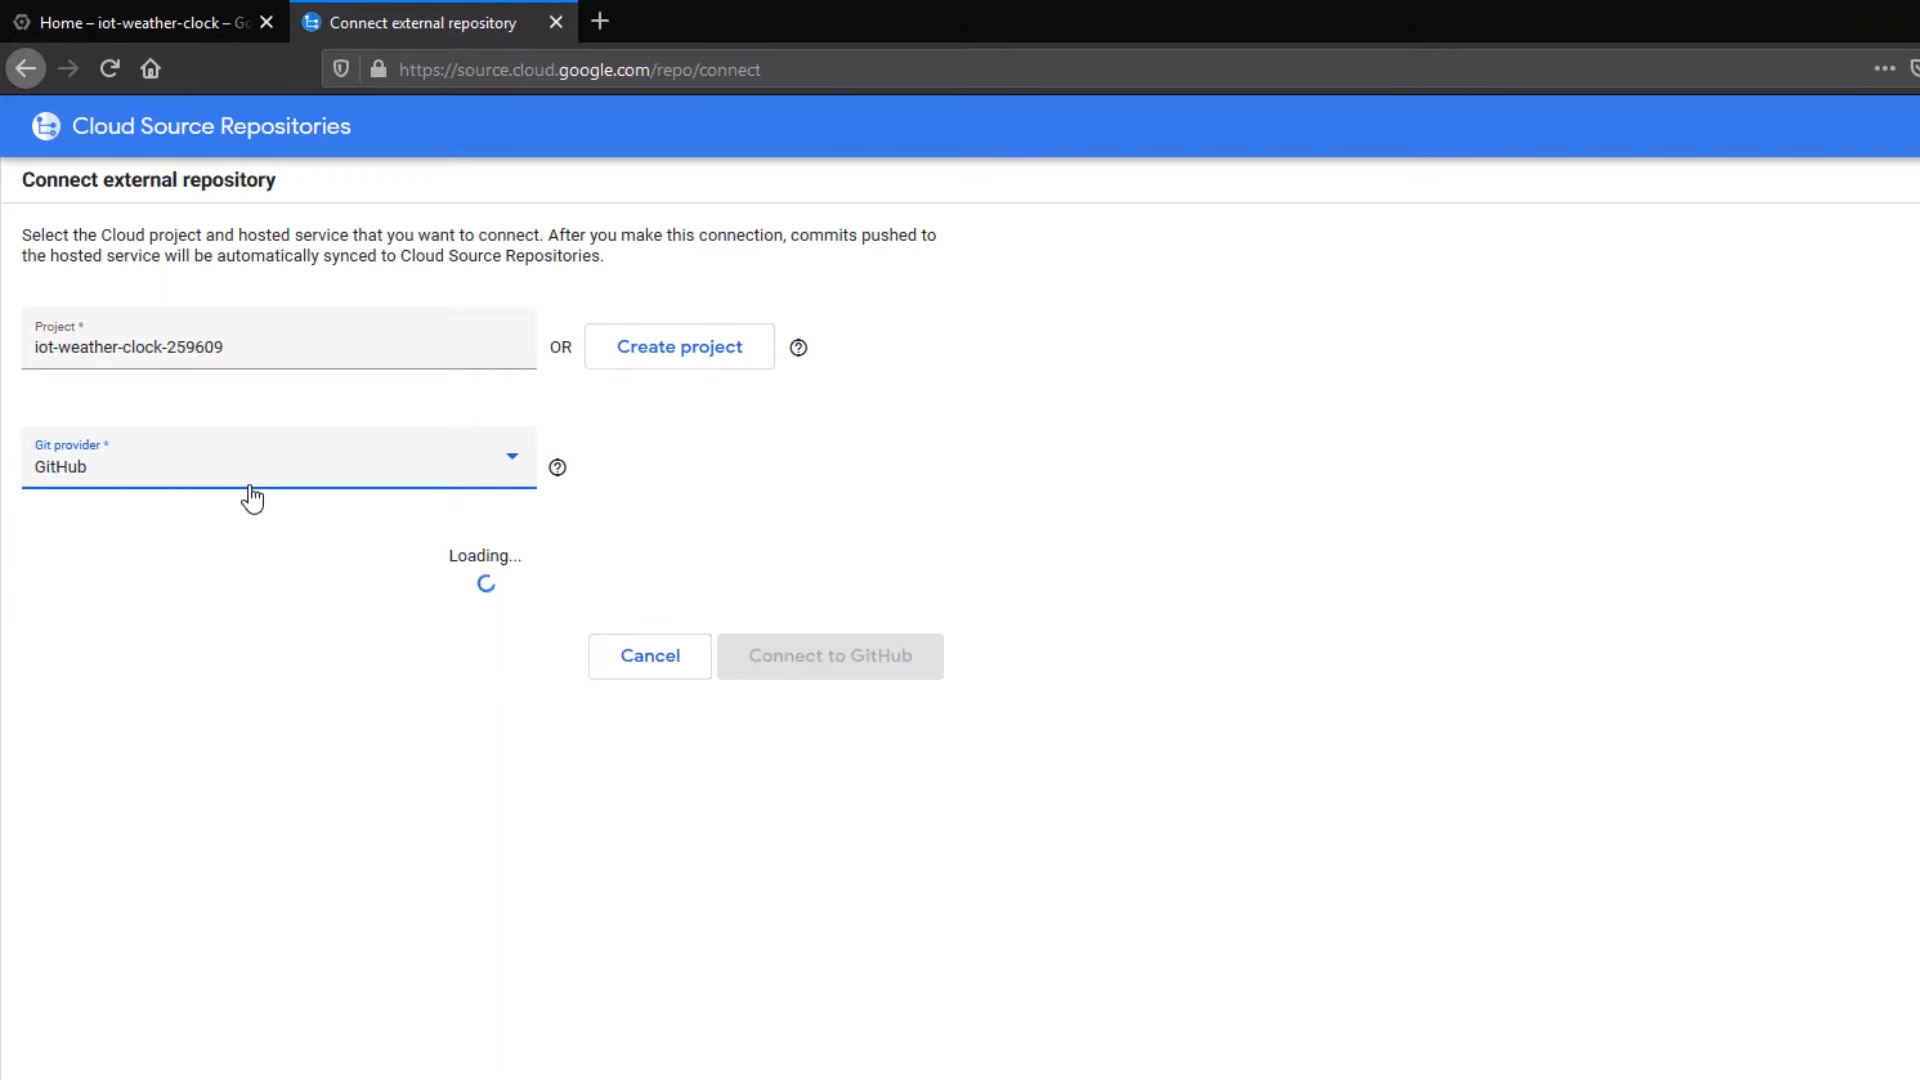 Home – iot-weather-clock – Go
Connect external repository
https://source.cloud.google.com/repo/connect
Cloud Source Repositories
Connect external repository
Select the Cloud project and hosted service that you want to connect. After you make this connection, commits pushed to
the hosted service will be automatically synced to Cloud Source Repositories.
Project *
iot-weather-clock-259609
OR
Create project
Git provider *
GitHub
Loading...
Cancel
Connect to GitHub